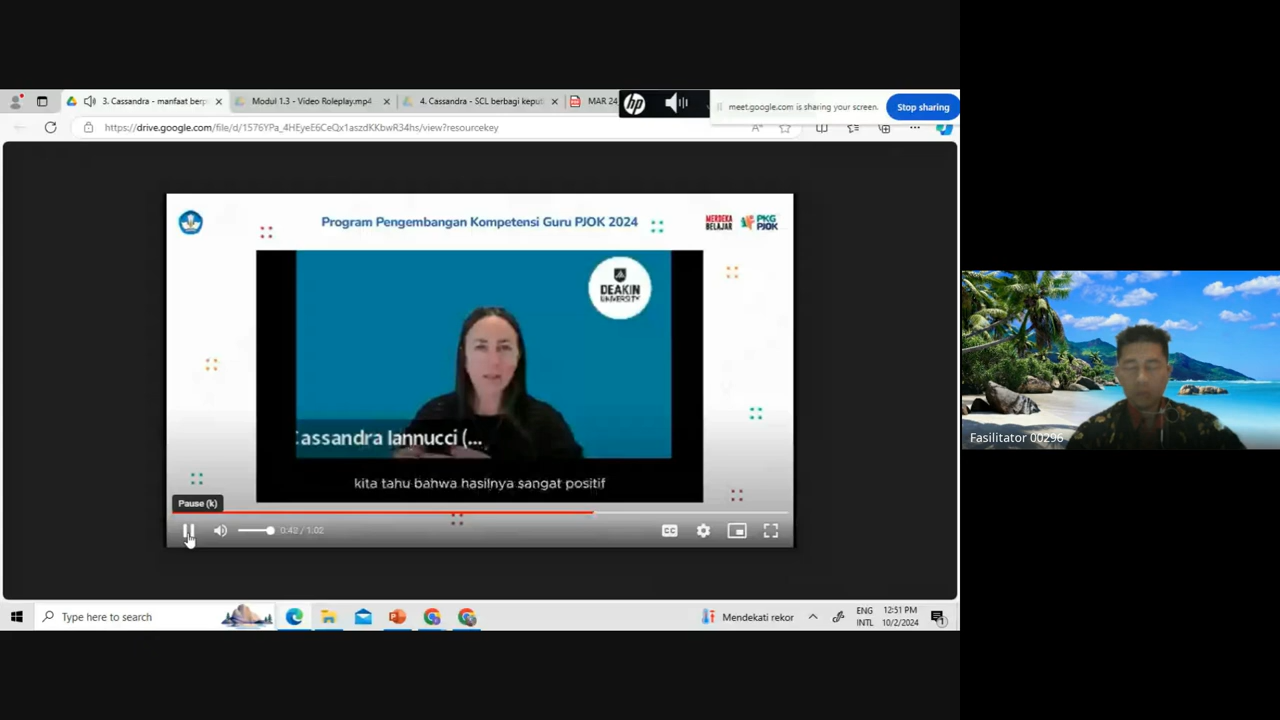 3. Cassandra - manfaat berp
Modul 1.3 - Video Roleplay.mp4
4. Cassandra - SCL berbagi keput
MAR 24
hp
meet.google.com is sharing your screen.
Stop sharing
https://drive.google.com/file/d/1576YPa_4HEyeE6CeQx1aszdKKbwR34hs/view?resourcekey
Program Pengembangan Kompetensi Guru PJOK 2024
MERDEKA
BELAJAR
PKG
PJOK
DEAKIN
UNIVERSITY
Cassandra Iannucci (...
kita tahu bahwa hasilnya sangat positif
Pause (k)
0:42 / 1:02
CC
Fasilitator 00296
Type here to search
Mendekati rekor
ENG
INTL
12:51 PM
10/2/2024
1